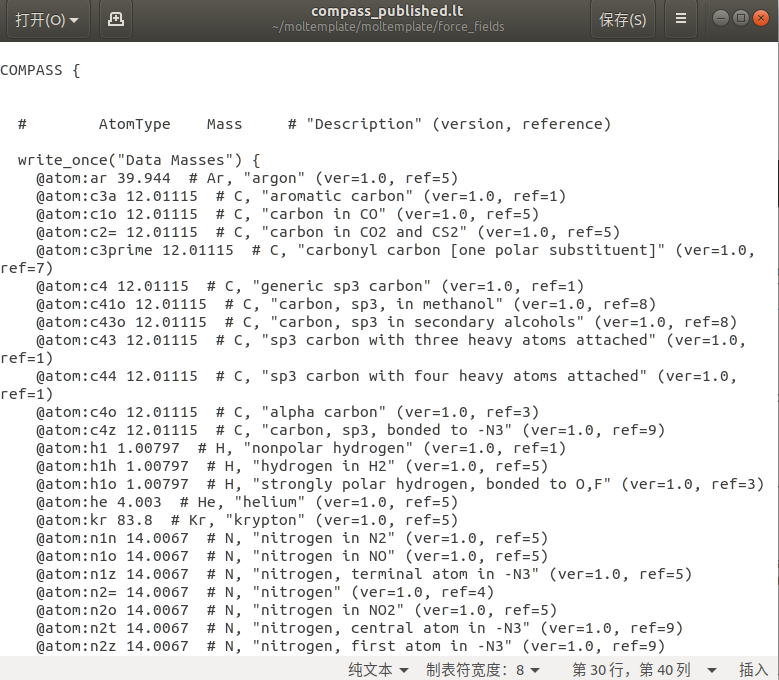 打开(O)
compass_published.lt
~/moltemplate/moltemplate/force_fields
保存(S)
COMPASS {
#        AtomType    Mass     # "Description" (version, reference)
write_once("Data Masses") {
@atom:ar 39.944  # Ar, "argon" (ver=1.0, ref=5)
@atom:c3a 12.01115  # C, "aromatic carbon" (ver=1.0, ref=1)
@atom:c1o 12.01115  # C, "carbon in CO" (ver=1.0, ref=5)
@atom:c2= 12.01115  # C, "carbon in CO2 and CS2" (ver=1.0, ref=5)
@atom:c3prime 12.01115  # C, "carbonyl carbon [one polar substituent]" (ver=1.0,
ref=7)
@atom:c4 12.01115  # C, "generic sp3 carbon" (ver=1.0, ref=1)
@atom:c41o 12.01115  # C, "carbon, sp3, in methanol" (ver=1.0, ref=8)
@atom:c43o 12.01115  # C, "carbon, sp3 in secondary alcohols" (ver=1.0, ref=8)
@atom:c43 12.01115  # C, "sp3 carbon with three heavy atoms attached" (ver=1.0,
ref=1)
@atom:c44 12.01115  # C, "sp3 carbon with four heavy atoms attached" (ver=1.0,
ref=1)
@atom:c4o 12.01115  # C, "alpha carbon" (ver=1.0, ref=3)
@atom:c4z 12.01115  # C, "carbon, sp3, bonded to -N3" (ver=1.0, ref=9)
@atom:h1 1.00797  # H, "nonpolar hydrogen" (ver=1.0, ref=1)
@atom:h1h 1.00797  # H, "hydrogen in H2" (ver=1.0, ref=5)
@atom:h1o 1.00797  # H, "strongly polar hydrogen, bonded to O,F" (ver=1.0, ref=3)
@atom:he 4.003  # He, "helium" (ver=1.0, ref=5)
@atom:kr 83.8  # Kr, "krypton" (ver=1.0, ref=5)
@atom:n1n 14.0067  # N, "nitrogen in N2" (ver=1.0, ref=5)
@atom:n1o 14.0067  # N, "nitrogen in NO" (ver=1.0, ref=5)
@atom:n1z 14.0067  # N, "nitrogen, terminal atom in -N3" (ver=1.0, ref=5)
@atom:n2= 14.0067  # N, "nitrogen" (ver=1.0, ref=4)
@atom:n2o 14.0067  # N, "nitrogen in NO2" (ver=1.0, ref=5)
@atom:n2t 14.0067  # N, "nitrogen, central atom in -N3" (ver=1.0, ref=9)
@atom:n2z 14.0067  # N, "nitrogen, first atom in -N3" (ver=1.0, ref=9)
纯文本 制表符宽度：8 第 30 行，第 40 列 插入